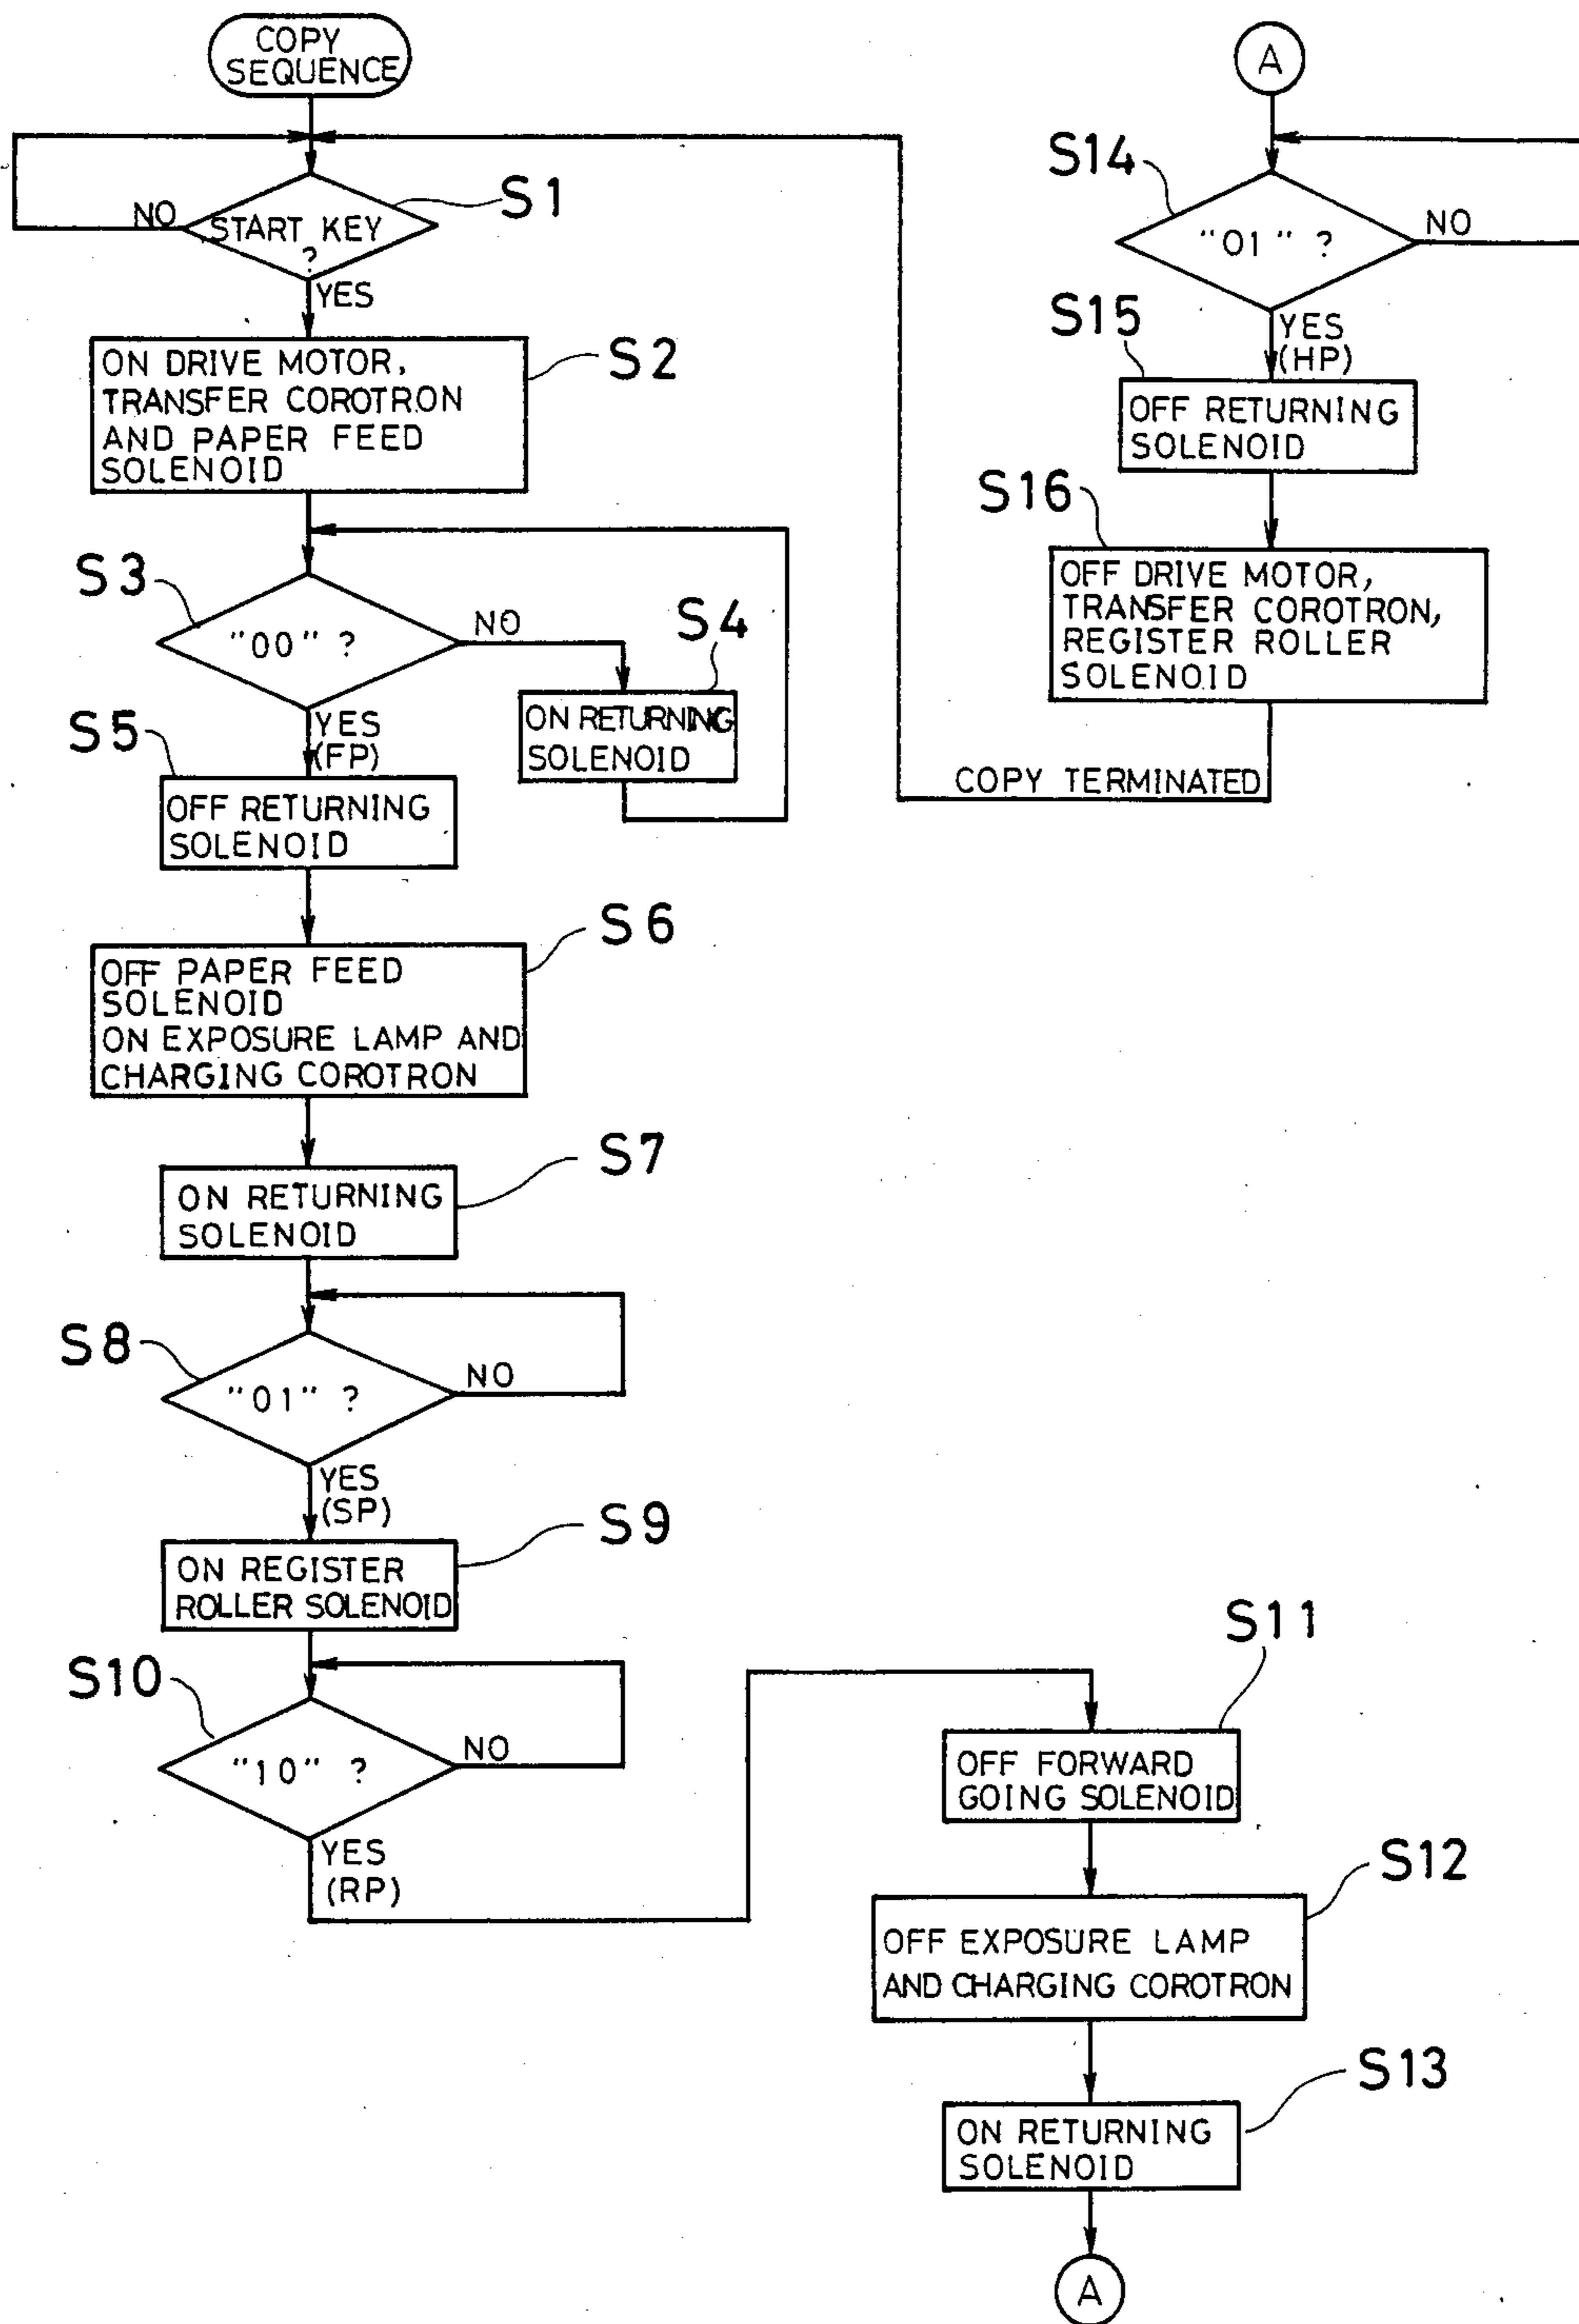 COPY
SEQUENCE
S1
NO
START KEY
?
YES
S2
ON DRIVE MOTOR,
TRANSFER COROTRON
AND PAPER FEED
SOLENOID
S3
"00" ?
NO
S4
ON RETURNING
SOLENOID
YES
(FP)
S5
OFF RETURNING
SOLENOID
S6
OFF PAPER FEED
SOLENOID
ON EXPOSURE LAMP AND
CHARGING COROTRON
S7
ON RETURNING
SOLENOID
S8
"01" ?
NO
YES
(SP)
S9
ON REGISTER
ROLLER SOLENOID
S10
"10" ?
NO
YES
(RP)
S11
OFF FORWARD
GOING SOLENOID
S12
OFF EXPOSURE LAMP
AND CHARGING COROTRON
S13
ON RETURNING
SOLENOID
A
A
S14
"01" ?
NO
YES
(HP)
S15
OFF RETURNING
SOLENOID
S16
OFF DRIVE MOTOR,
TRANSFER COROTRON,
REGISTER ROLLER
SOLENOID
COPY TERMINATED